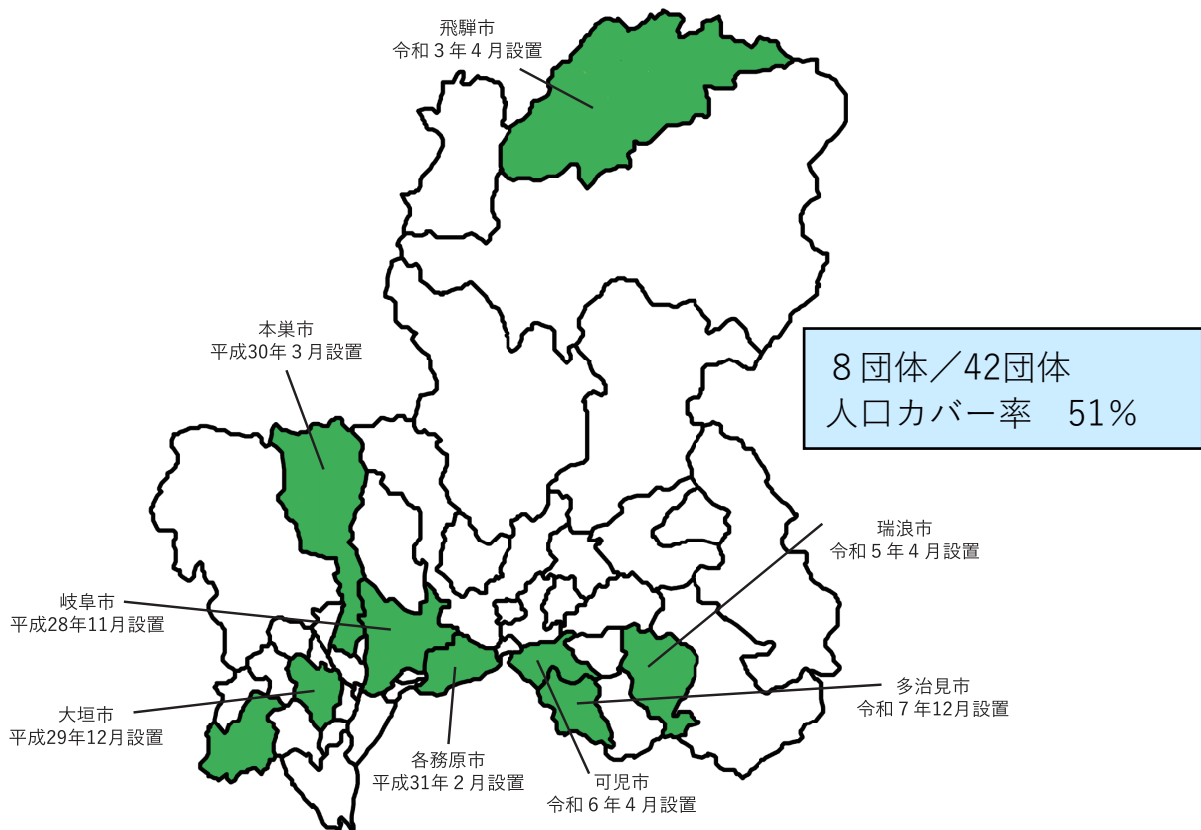 飛騨市
令和３年４月設置
本巣市
平成30年３月設置
８団体／42団体
人口カバー率　51%
瑞浪市
令和５年４月設置
岐阜市
平成28年11月設置
多治見市
令和７年12月設置
大垣市
平成29年12月設置
各務原市
平成31年２月設置
可児市
令和６年４月設置